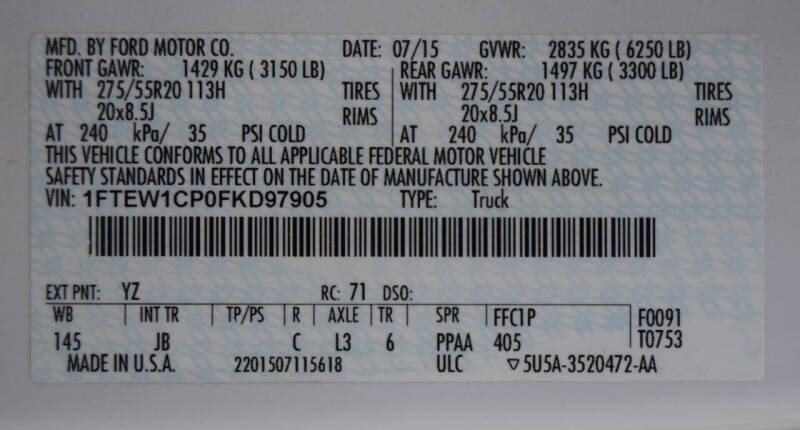 MFD. BY FORD MOTOR CO. DATE: 07/15 GVWR: 2835 KG ( 6250 LB)
FRONT GAWR: 1429 KG ( 3150 LB) REAR GAWR: 1497 KG ( 3300 LB)
WITH 275/55R20 113H TIRES WITH 275/55R20 113H TIRES
20x8.5J RIMS 20x8.5J RIMS
AT 240 kPa/ 35 PSI COLD AT 240 kPa/ 35 PSI COLD
THIS VEHICLE CONFORMS TO ALL APPLICABLE FEDERAL MOTOR VEHICLE
SAFETY STANDARDS IN EFFECT ON THE DATE OF MANUFACTURE SHOWN ABOVE.
VIN: 1FTEW1CP0FKD97905 TYPE: Truck
EXT PNT: YZ RC: 71 DSO:
WB INT TR TP/PS R AXLE TR SPR FFC1P F0091
145 JB C L3 6 PPAA 405 T0753
MADE IN U.S.A. 2201507115618 ULC ▽5U5A-3520472-AA